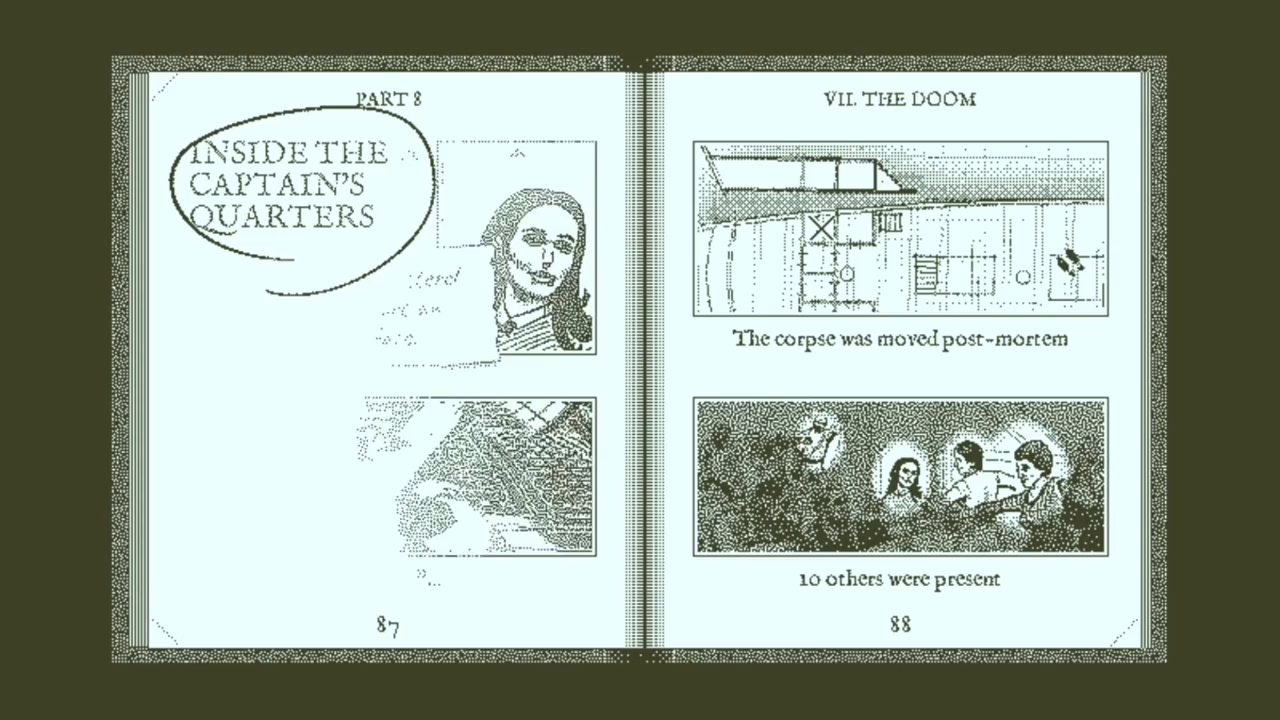 PART 8
INSIDE THE
CAPTAIN'S
QUARTERS
87
VII. THE DOOM
The corpse was moved post-mortem
10 others were present
88